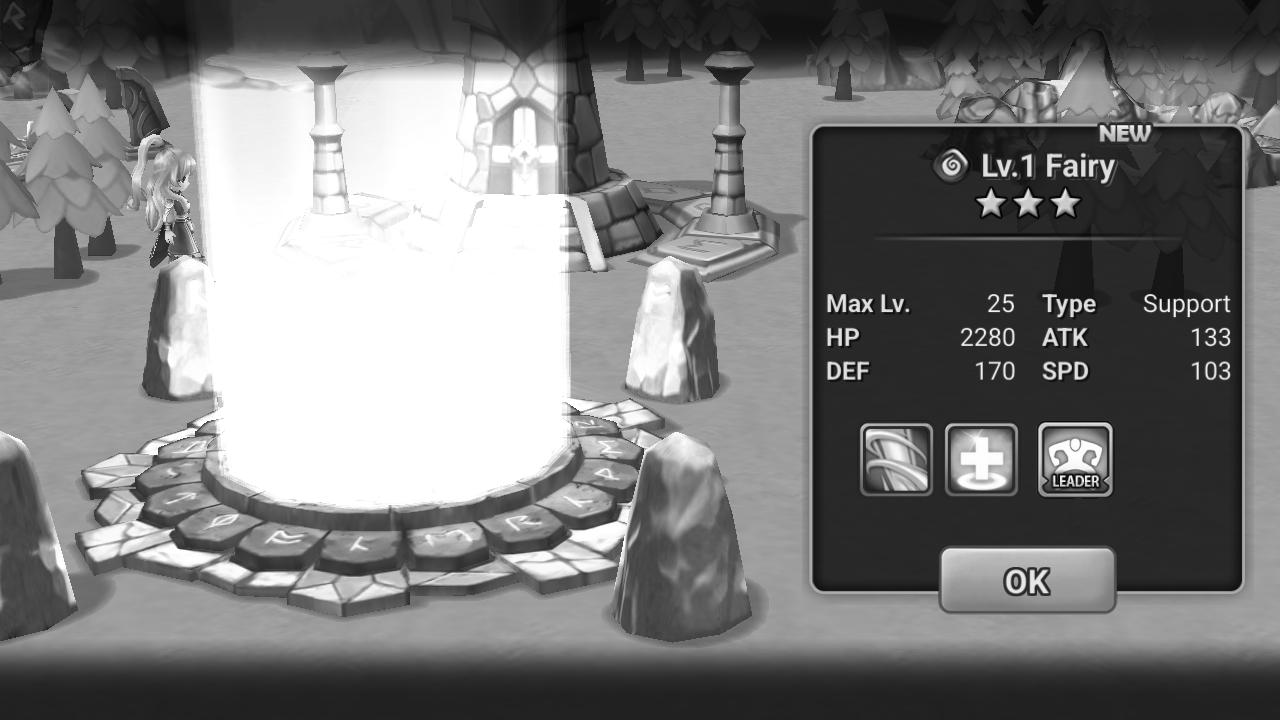 NEW
Lv.1 Fairy
Max Lv. 25 Type Support
HP 2280 ATK 133
DEF 170 SPD 103
LEADER
OK